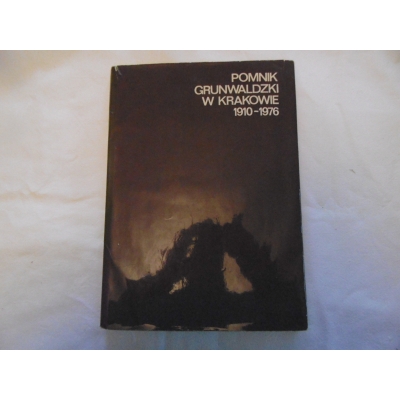 POMNIK
GRUNWALDZKI
W KRAKOWIE
1910-1976